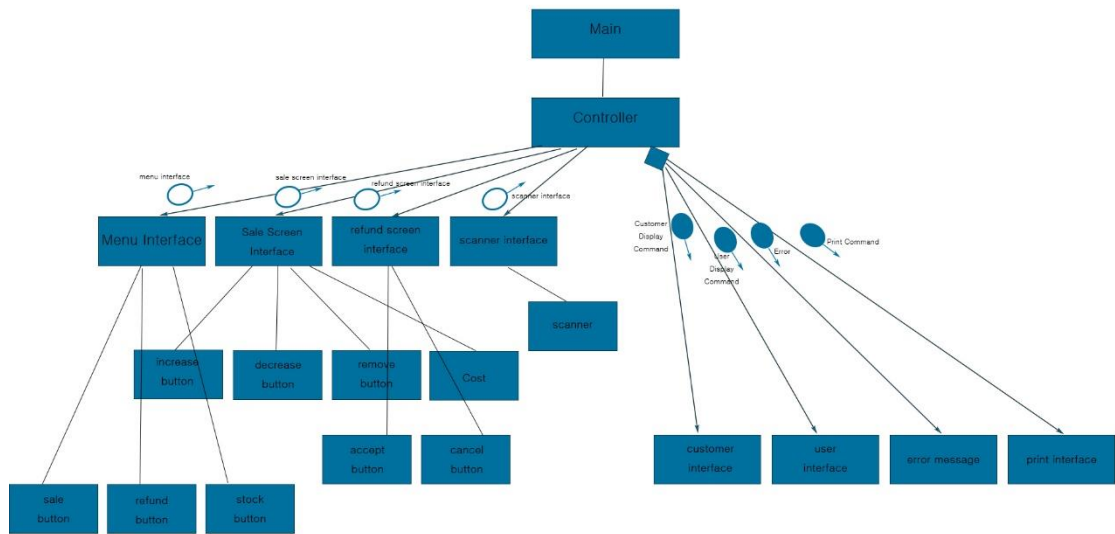 Main
Controller
menu interface
sale screen interface
refund screen interface
scanner interface
Menu Interface
Sale Screen
Interface
refund screen
interface
scanner interface
Customer
Display
Command
User
Display
Command
Error
Print Command
scanner
increase
button
decrease
button
remove
button
Cost
accept
button
cancel
button
customer
interface
user
interface
error message
print interface
sale
button
refund
button
stock
button